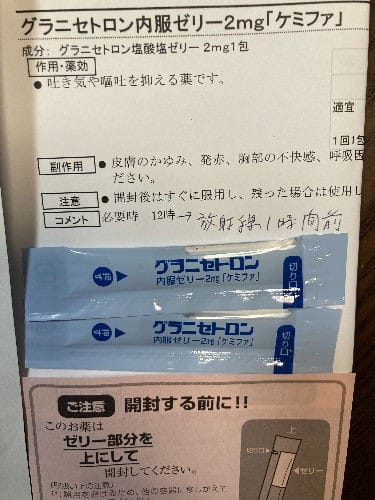 グラニセトロン内服ゼリー2mg「ケミファ」
成分: グラニセトロン塩酸塩ゼリー 2mg1包
作用・薬効
● 吐き気や嘔吐を抑える薬です。
適宜
1回1包
副作用 ● 皮膚のかゆみ、発赤、胸部の不快感、呼吸困
ださい。
注意 ● 開封後はすぐに服用し、残った場合は使用し
コメント 必要時 12時→放射線1時間前
グラニセトロン
内服ゼリー2mg「ケミファ」
切り口
グラニセトロン
内服ゼリー2mg「ケミファ」
切り口
ご注意 開封する前に!!
このお薬は
ゼリー部分を
上にして
開封してください。
上
切り口
ゼリー